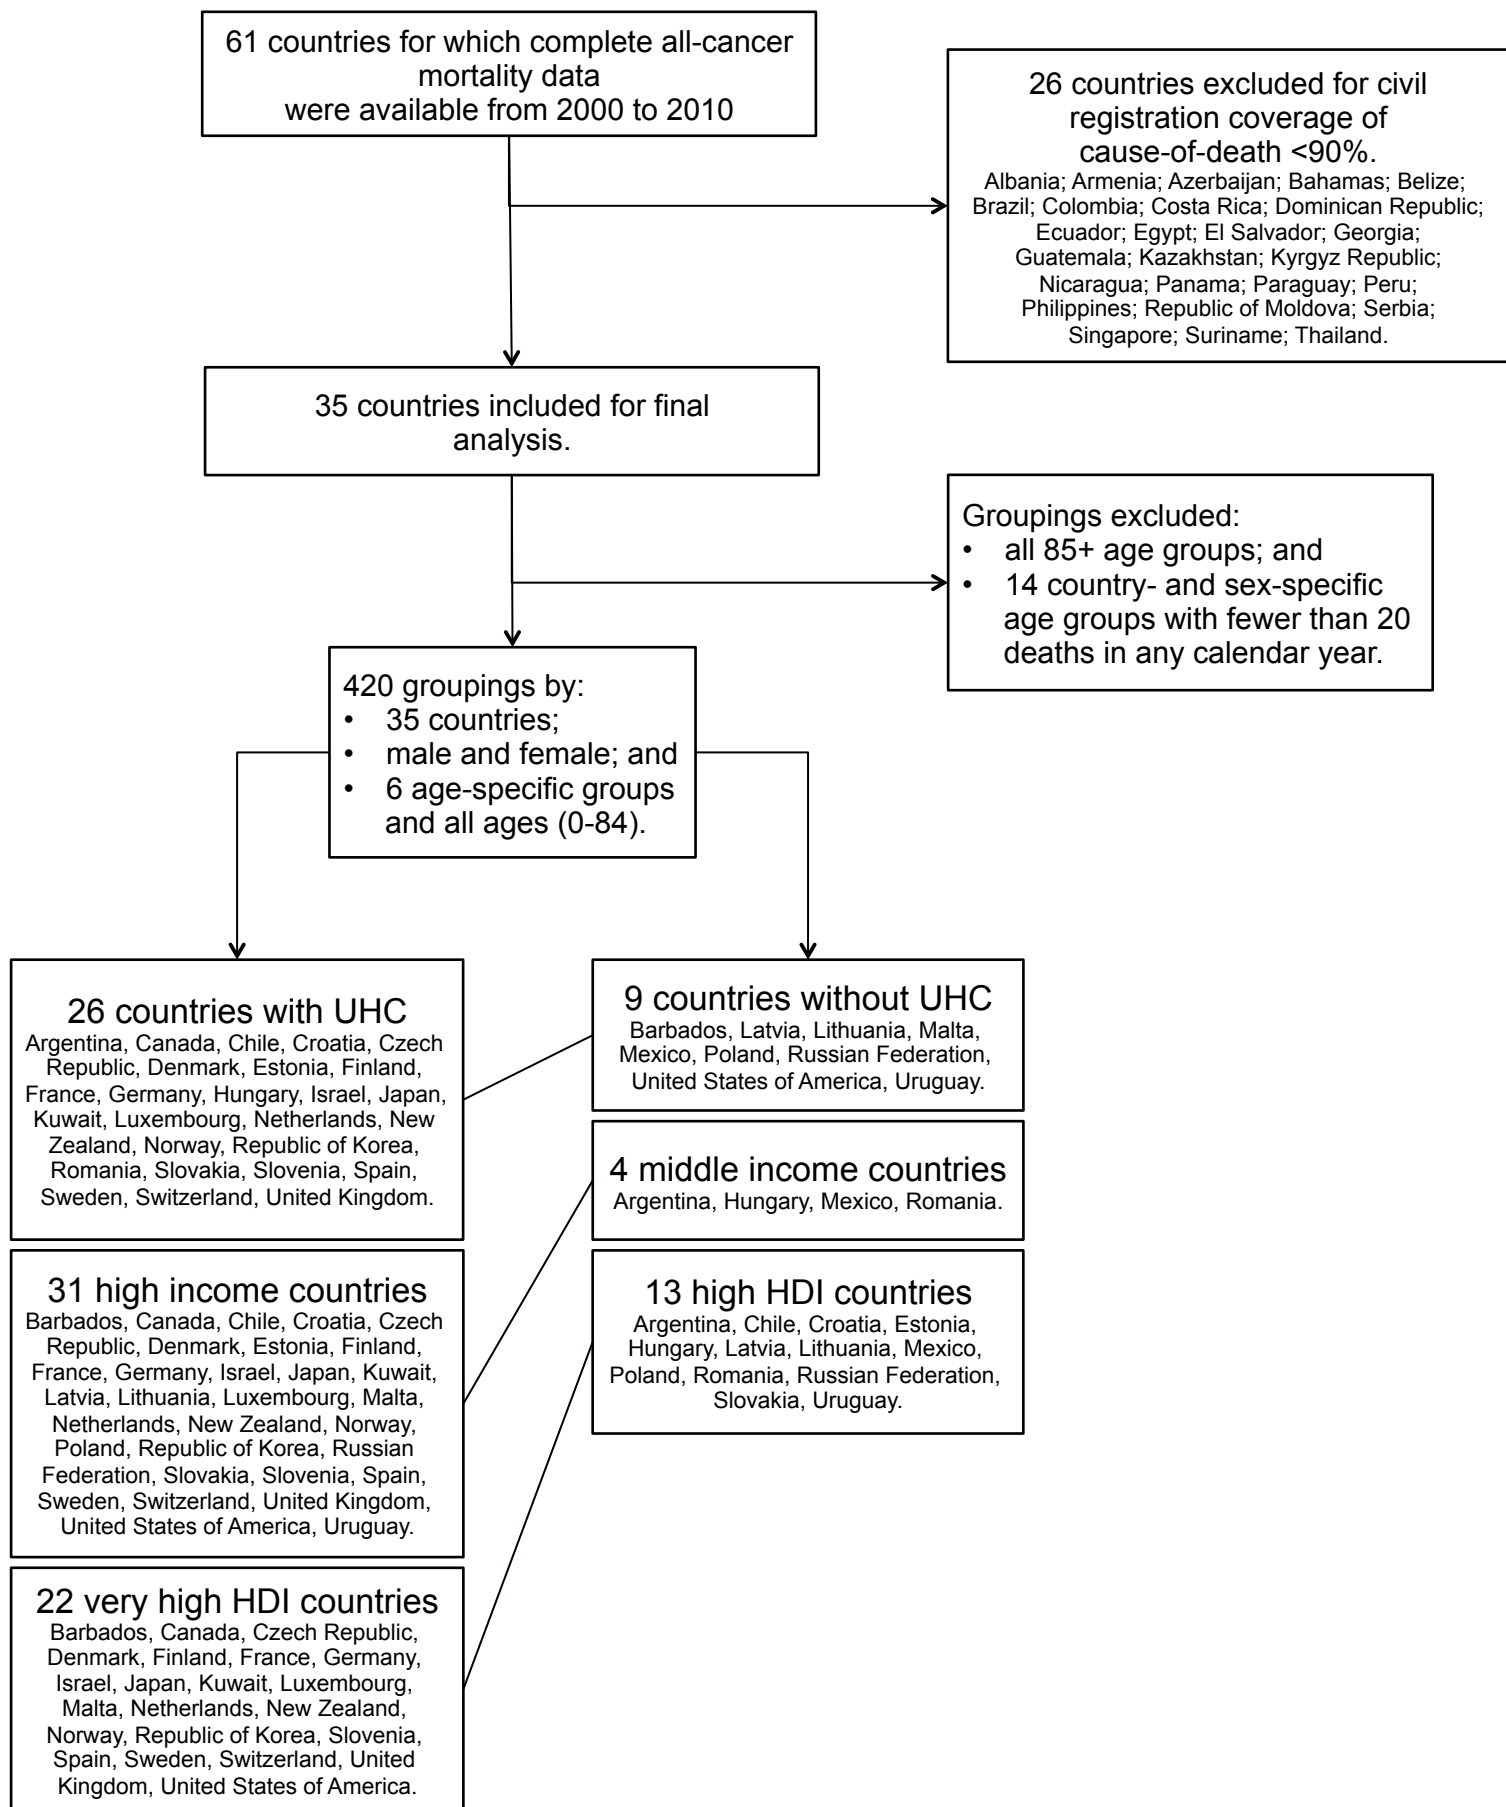 61 countries for which complete all-cancer
mortality data
were available from 2000 to 2010
26 countries excluded for civil
registration coverage of
cause-of-death <90%.
Albania; Armenia; Azerbaijan; Bahamas; Belize;
Brazil; Colombia; Costa Rica; Dominican Republic;
Ecuador; Egypt; El Salvador; Georgia;
Guatemala; Kazakhstan; Kyrgyz Republic;
Nicaragua; Panama; Paraguay; Peru;
Philippines; Republic of Moldova; Serbia;
Singapore; Suriname; Thailand.
35 countries included for final
analysis.
Groupings excluded:
• all 85+ age groups; and
• 14 country- and sex-specific
age groups with fewer than 20
deaths in any calendar year.
420 groupings by:
• 35 countries;
• male and female; and
• 6 age-specific groups
and all ages (0-84).
26 countries with UHC
Argentina, Canada, Chile, Croatia, Czech
Republic, Denmark, Estonia, Finland,
France, Germany, Hungary, Israel, Japan,
Kuwait, Luxembourg, Netherlands, New
Zealand, Norway, Republic of Korea,
Romania, Slovakia, Slovenia, Spain,
Sweden, Switzerland, United Kingdom.
9 countries without UHC
Barbados, Latvia, Lithuania, Malta,
Mexico, Poland, Russian Federation,
United States of America, Uruguay.
4 middle income countries
Argentina, Hungary, Mexico, Romania.
31 high income countries
Barbados, Canada, Chile, Croatia, Czech
Republic, Denmark, Estonia, Finland,
France, Germany, Israel, Japan, Kuwait,
Latvia, Lithuania, Luxembourg, Malta,
Netherlands, New Zealand, Norway,
Poland, Republic of Korea, Russian
Federation, Slovakia, Slovenia, Spain,
Sweden, Switzerland, United Kingdom,
United States of America, Uruguay.
13 high HDI countries
Argentina, Chile, Croatia, Estonia,
Hungary, Latvia, Lithuania, Mexico,
Poland, Romania, Russian Federation,
Slovakia, Uruguay.
22 very high HDI countries
Barbados, Canada, Czech Republic,
Denmark, Finland, France, Germany,
Israel, Japan, Kuwait, Luxembourg,
Malta, Netherlands, New Zealand,
Norway, Republic of Korea, Slovenia,
Spain, Sweden, Switzerland, United
Kingdom, United States of America.